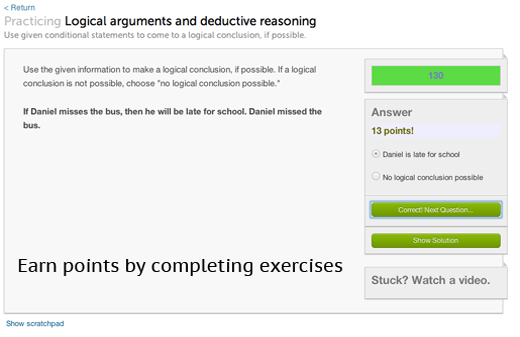 < Return
Practicing Logical arguments and deductive reasoning
Use given conditional statements to come to a logical conclusion, if possible.
Use the given information to make a logical conclusion, if possible. If a logical
conclusion is not possible, choose "no logical conclusion possible."
If Daniel misses the bus, then he will be late for school. Daniel missed the
bus.
130
Answer
13 points!
Daniel is late for school
No logical conclusion possible
Correct! Next Question...
Show Solution
Earn points by completing exercises
Stuck? Watch a video.
Show scratchpad